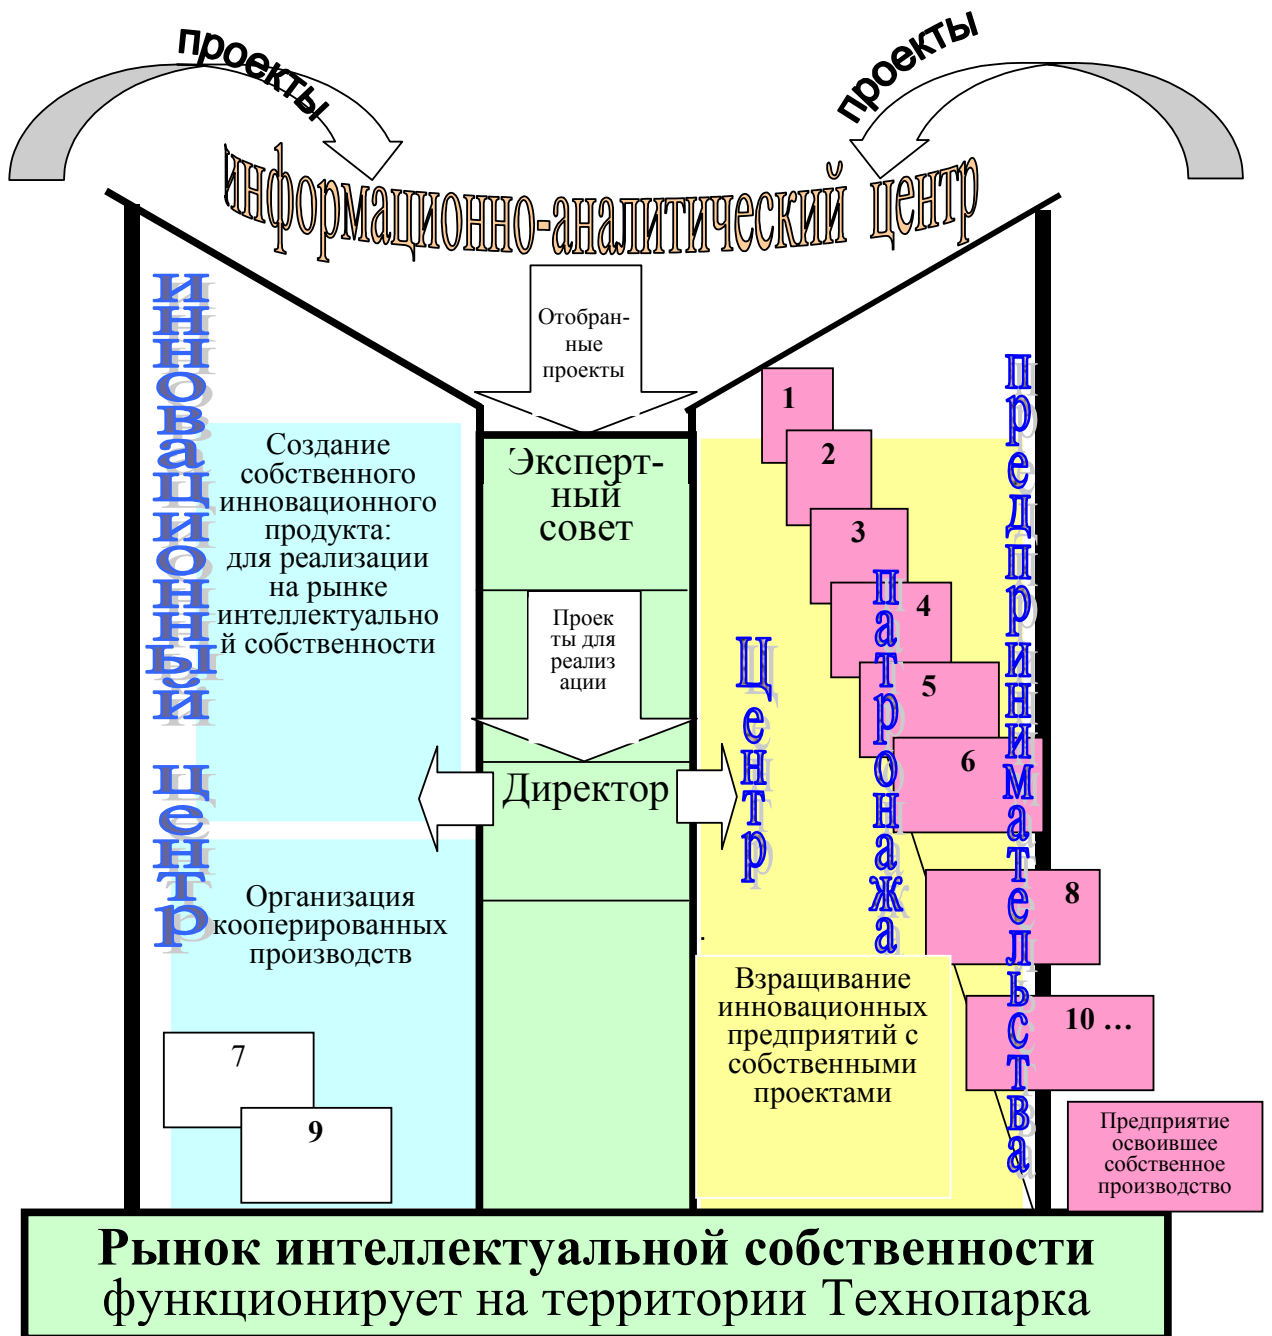 проекты
проекты
информационно-аналитический центр
Отобран-
ные
проекты
инновационный центр
Создание
собственного
инновационного
продукта:
для реализации
на рынке
интеллектуально
й собственности
Эксперт-
ный
совет
Проек
ты для
реализ
ации
Директор
Организация
кооперированных
производств
7
9
1
2
3
4
5
6
8
10 ...
Центр
патронажа
предпринимательства
.
Взращивание
инновационных
предприятий с
собственными
проектами
Предприятие
освоившее
собственное
производство
Рынок интеллектуальной собственности
функционирует на территории Технопарка